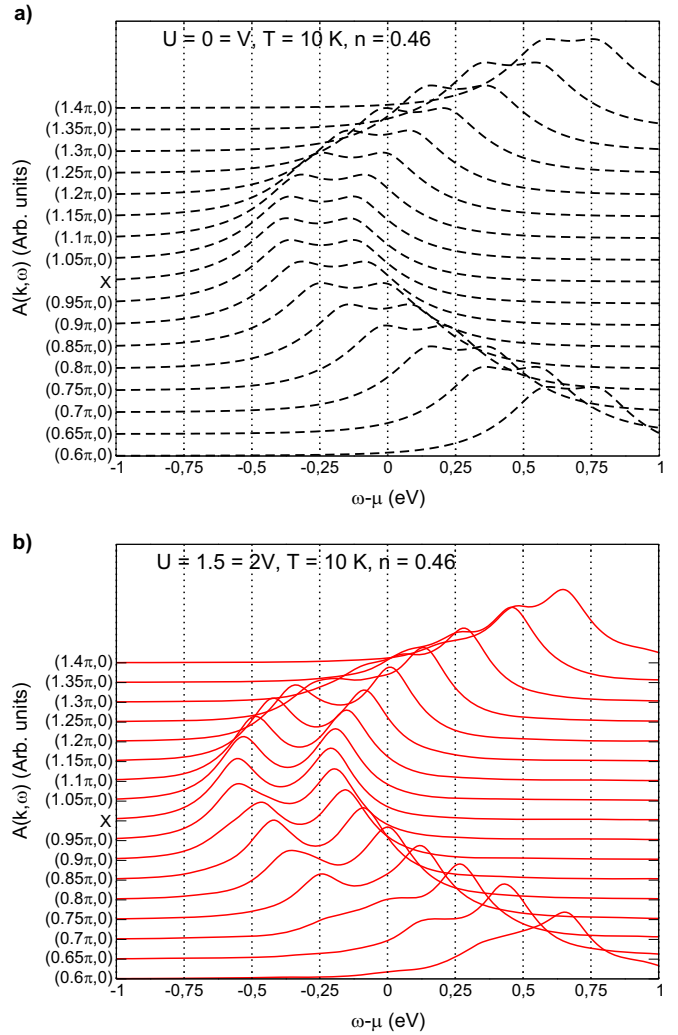 a)
U = 0 = V, T = 10 K, n = 0.46
A(k,ω) (Arb. units)
(1.4π,0)
(1.35π,0)
(1.3π,0)
(1.25π,0)
(1.2π,0)
(1.15π,0)
(1.1π,0)
(1.05π,0)
X
(0.95π,0)
(0.9π,0)
(0.85π,0)
(0.8π,0)
(0.75π,0)
(0.7π,0)
(0.65π,0)
(0.6π,0)
-1 -0,75 -0,5 -0,25 0 0,25 0,5 0,75 1
ω-μ (eV)
b)
U = 1.5 = 2V, T = 10 K, n = 0.46
A(k,ω) (Arb. units)
(1.4π,0)
(1.35π,0)
(1.3π,0)
(1.25π,0)
(1.2π,0)
(1.15π,0)
(1.1π,0)
(1.05π,0)
X
(0.95π,0)
(0.9π,0)
(0.85π,0)
(0.8π,0)
(0.75π,0)
(0.7π,0)
(0.65π,0)
(0.6π,0)
-1 -0,75 -0,5 -0,25 0 0,25 0,5 0,75 1
ω-μ (eV)